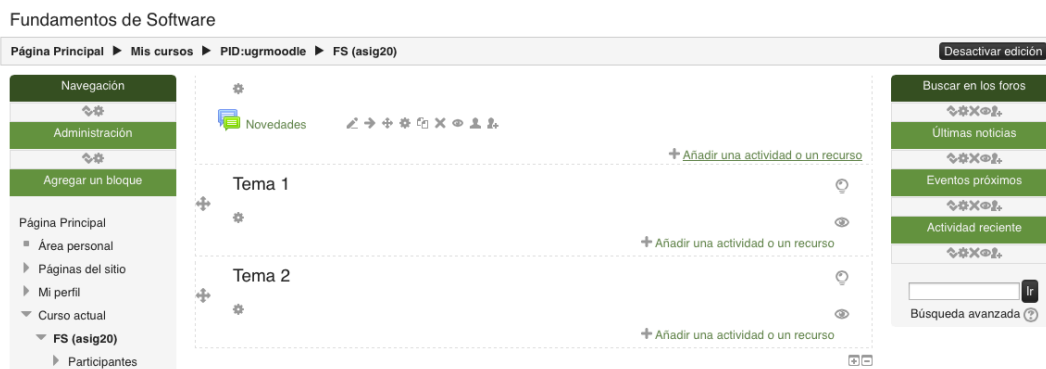 Fundamentos de Software
Página Principal ▶ Mis cursos ▶ PID:ugrmoodle ▶ FS (asig20)
Desactivar edición
Navegación
Administración
Agregar un bloque
Página Principal
Área personal
Páginas del sitio
Mi perfil
Curso actual
FS (asig20)
Participantes
Novedades
Añadir una actividad o un recurso
Tema 1
Añadir una actividad o un recurso
Tema 2
Añadir una actividad o un recurso
Buscar en los foros
Últimas noticias
Eventos próximos
Actividad reciente
Ir
Búsqueda avanzada